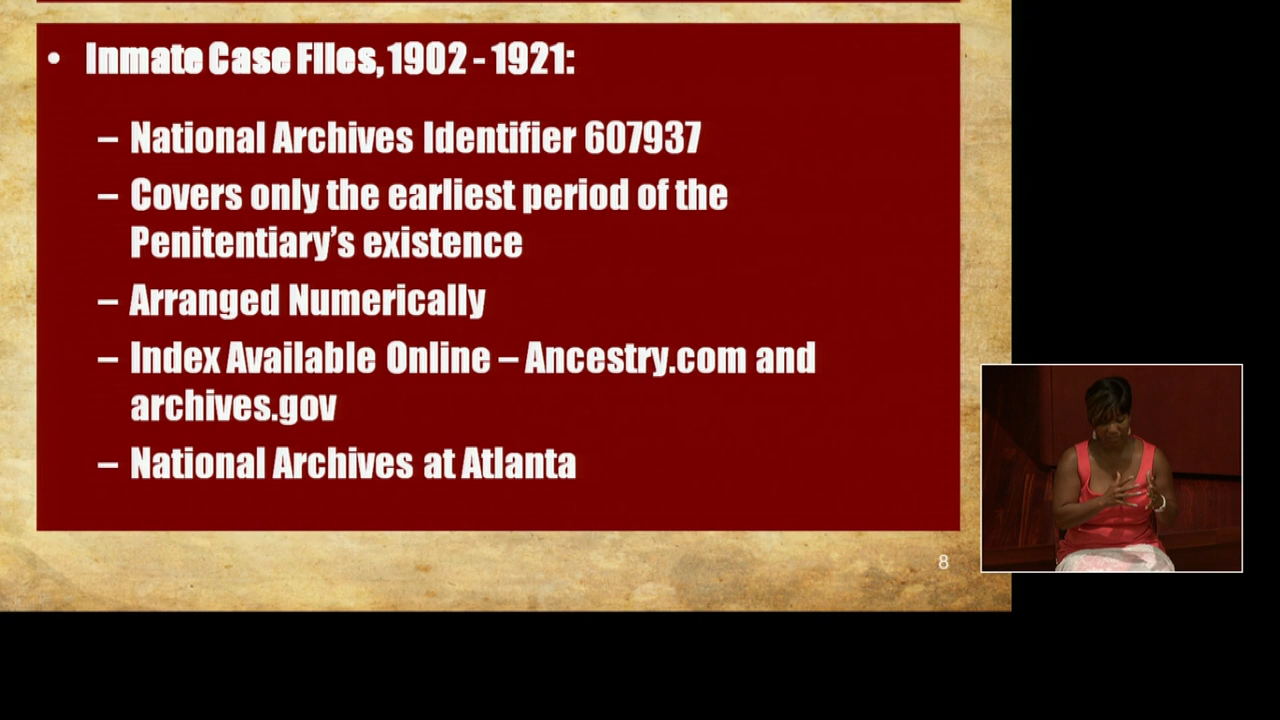 • Inmate Case Files, 1902 - 1921:
– National Archives Identifier 607937
– Covers only the earliest period of the
Penitentiary’s existence
– Arranged Numerically
– Index Available Online – Ancestry.com and
archives.gov
– National Archives at Atlanta
8